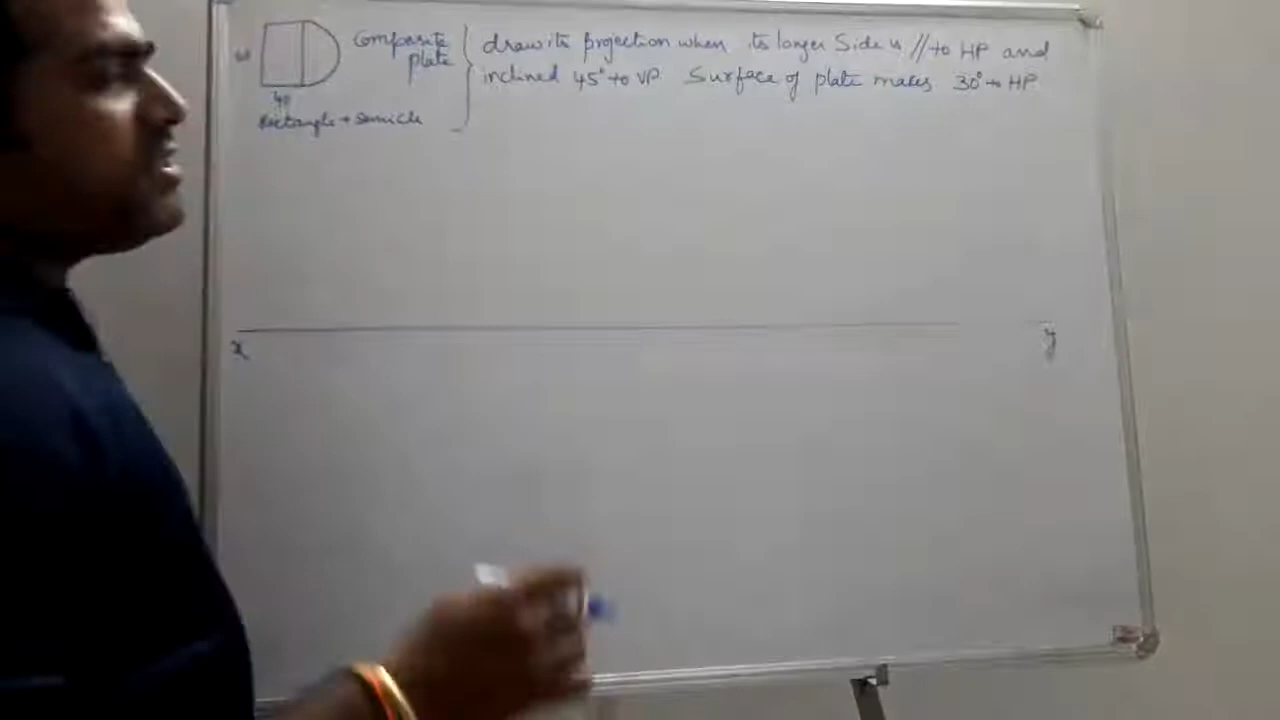 Composite
plate
draw its projection when its longer Side is // to HP and
inclined 45° to VP Surface of plate makes 30° to HP
40
Rectangle + Semicle
x
y